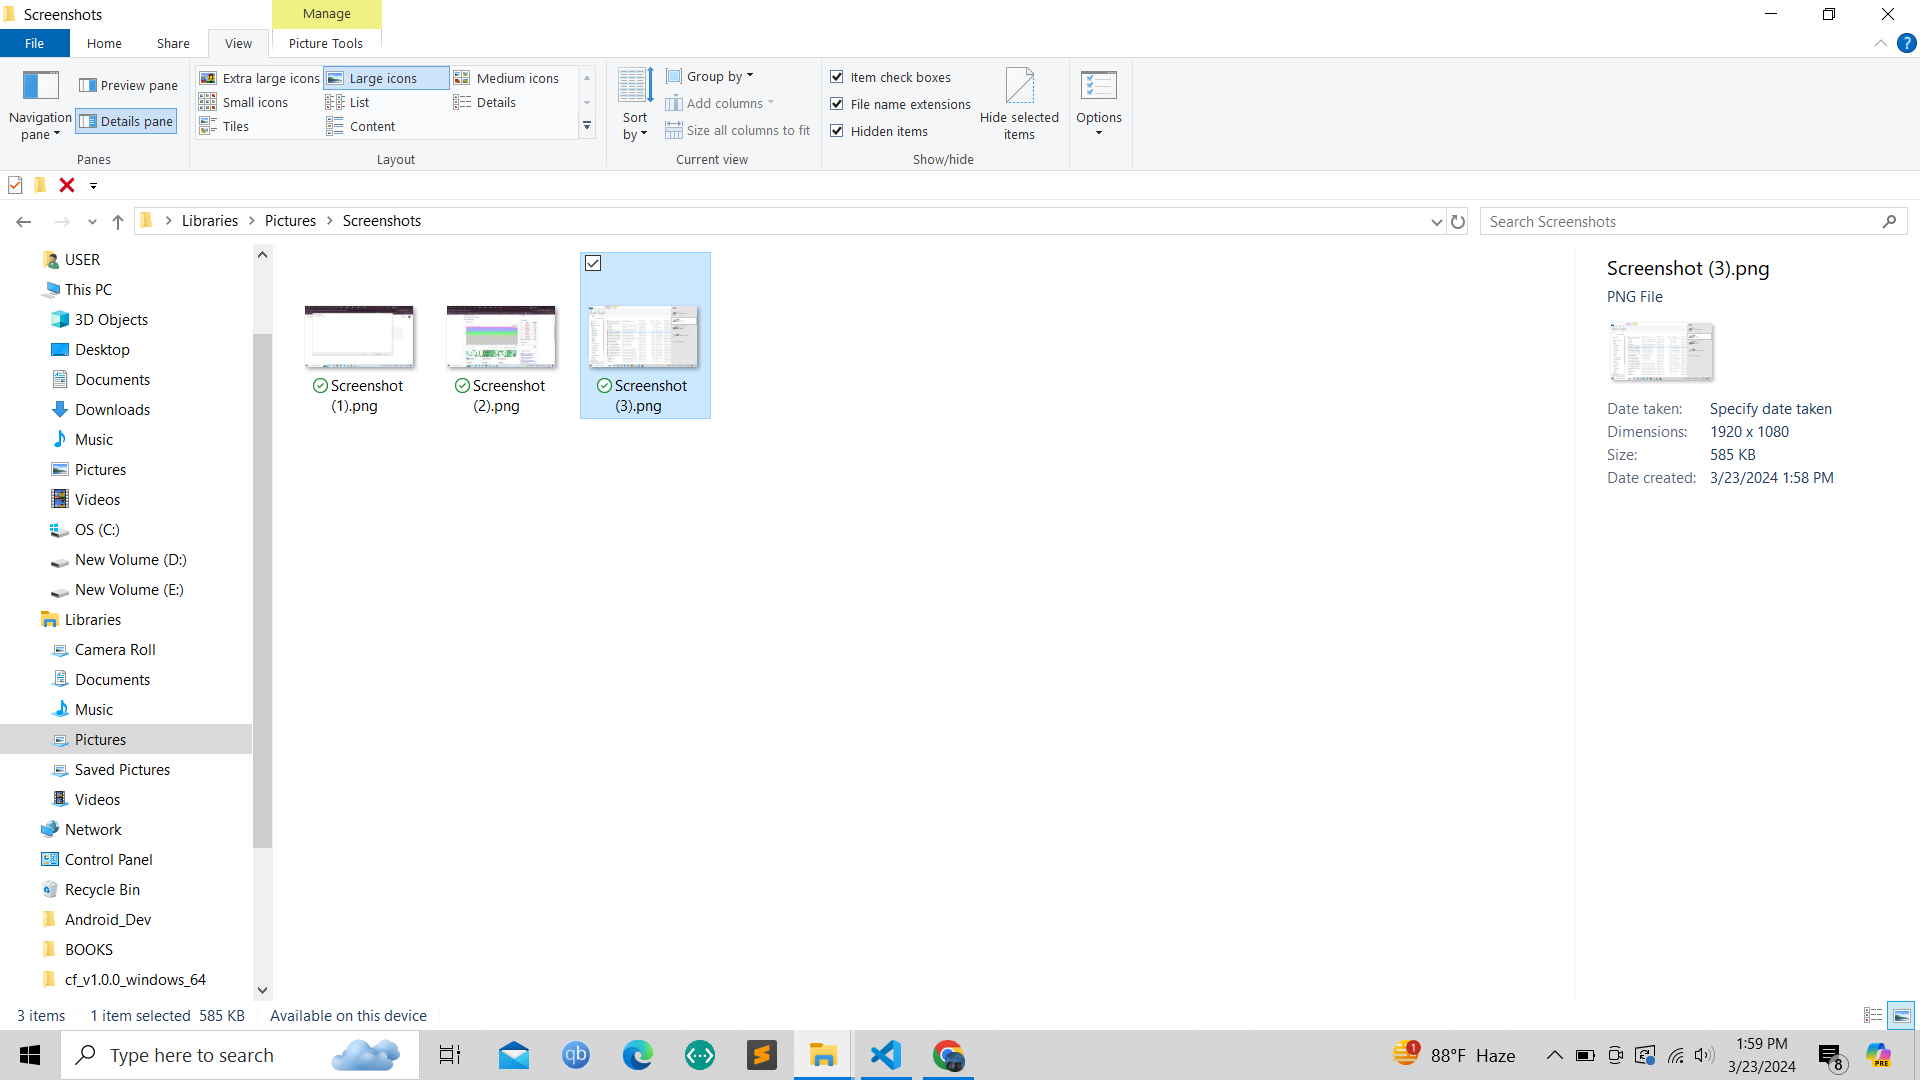 Screenshots
Manage
File
Home
Share
View
Picture Tools
?
Navigation pane
Preview pane
Details pane
Panes
Extra large icons
Large icons
Medium icons
Small icons
List
Details
Tiles
Content
Layout
Sort by
Group by
Add columns
Size all columns to fit
Current view
Item check boxes
File name extensions
Hidden items
Hide selected items
Show/hide
Options
Libraries
Pictures
Screenshots
Search Screenshots
USER
This PC
3D Objects
Desktop
Documents
Downloads
Music
Pictures
Videos
OS (C:)
New Volume (D:)
New Volume (E:)
Libraries
Camera Roll
Documents
Music
Pictures
Saved Pictures
Videos
Network
Control Panel
Recycle Bin
Android_Dev
BOOKS
cf_v1.0.0_windows_64
Screenshot
(1).png
Screenshot
(2).png
Screenshot
(3).png
Screenshot (3).png
PNG File
Date taken: Specify date taken
Dimensions: 1920 x 1080
Size: 585 KB
Date created: 3/23/2024 1:58 PM
3 items
1 item selected 585 KB
Available on this device
Type here to search
qb
1
88°F Haze
1:59 PM
3/23/2024
8
PRE